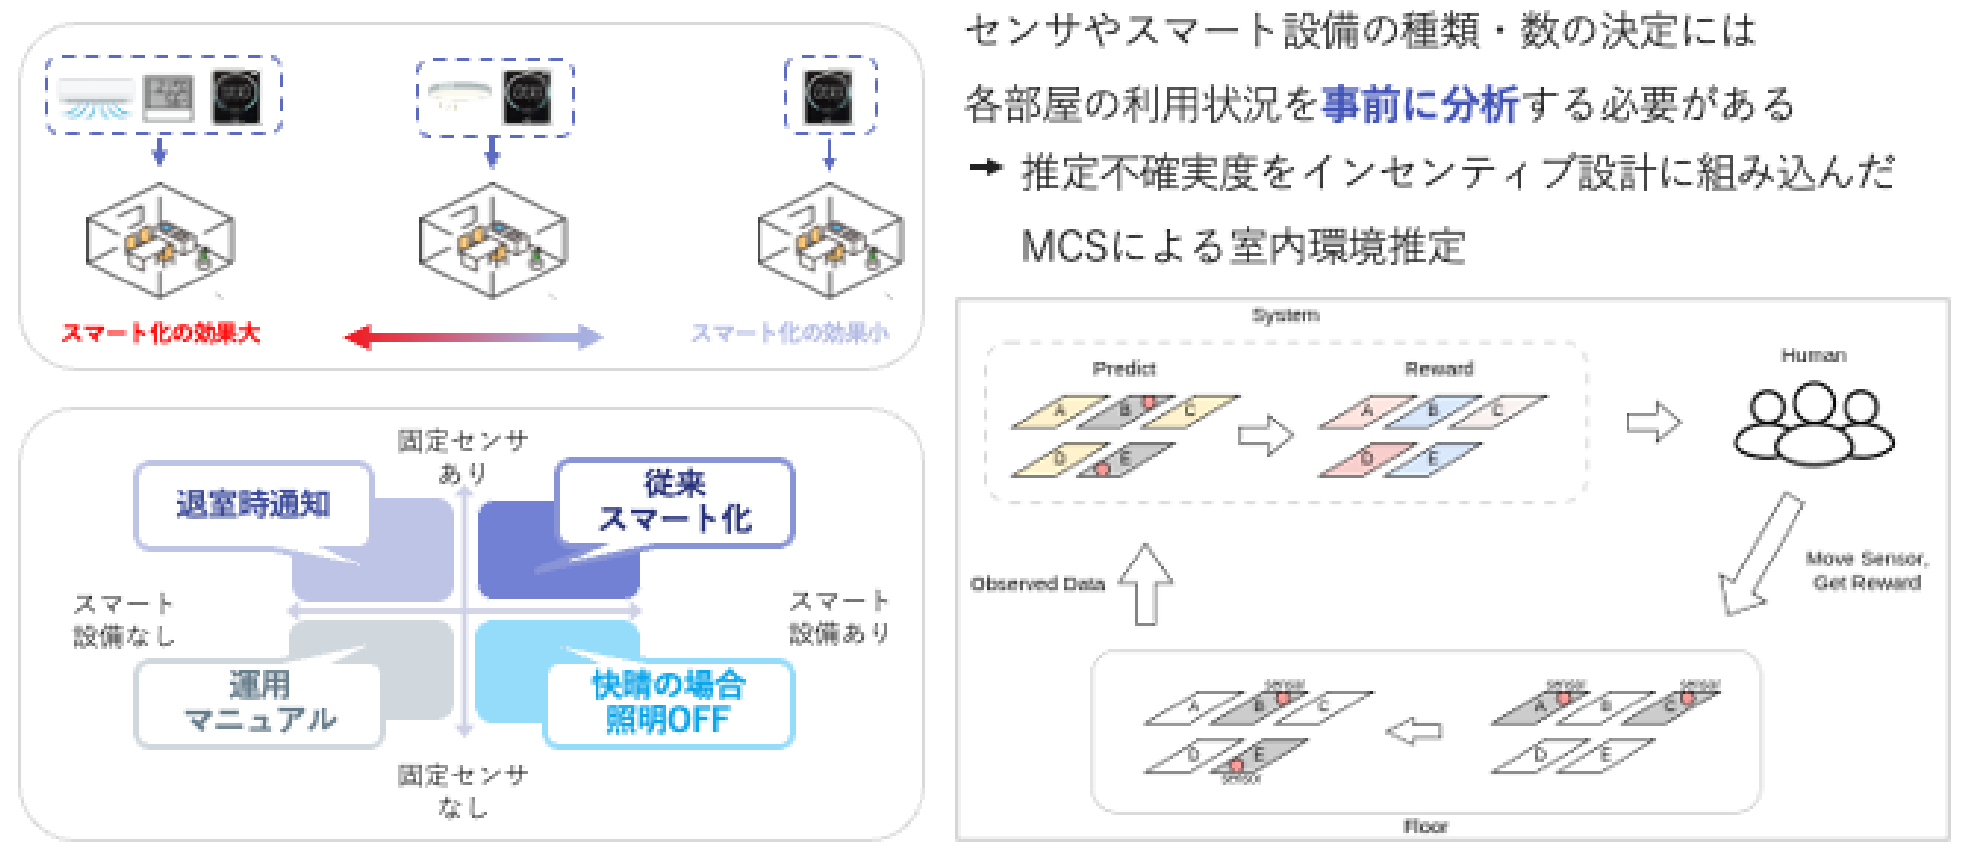 スマート化の効果大
スマート化の効果小
固定センサ
あり
退室時通知
従来
スマート化
スマート
設備なし
スマート
設備あり
運用
マニュアル
快晴の場合
照明OFF
固定センサ
なし
センサやスマート設備の種類・数の決定には
各部屋の利用状況を事前に分析する必要がある
➞ 推定不確実度をインセンティブ設計に組み込んだ
MCSによる室内環境推定
System
Predict
Reward
Human
A B C
D E
A B C
D E
Observed Data
Move Sensor,
Get Reward
sensor
A B C
D E
sensor
sensor sensor
A B C
D E
Floor